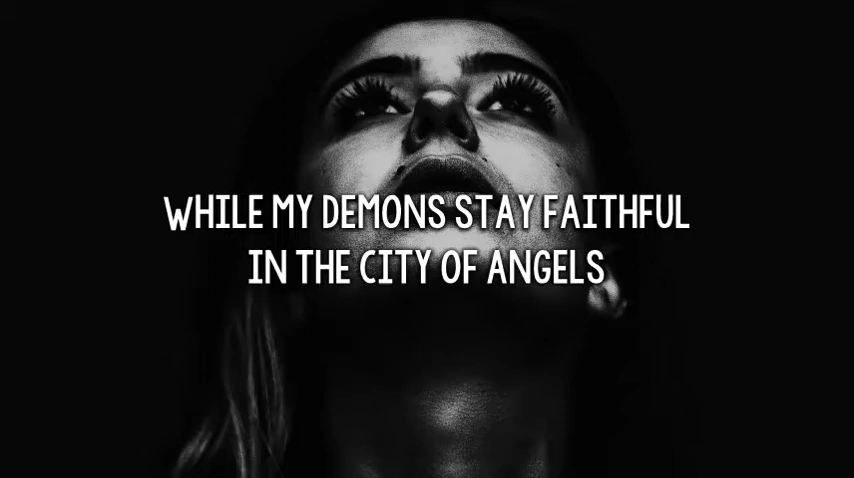 WHILE MY DEMONS STAY FAITHFUL
IN THE CITY OF ANGELS